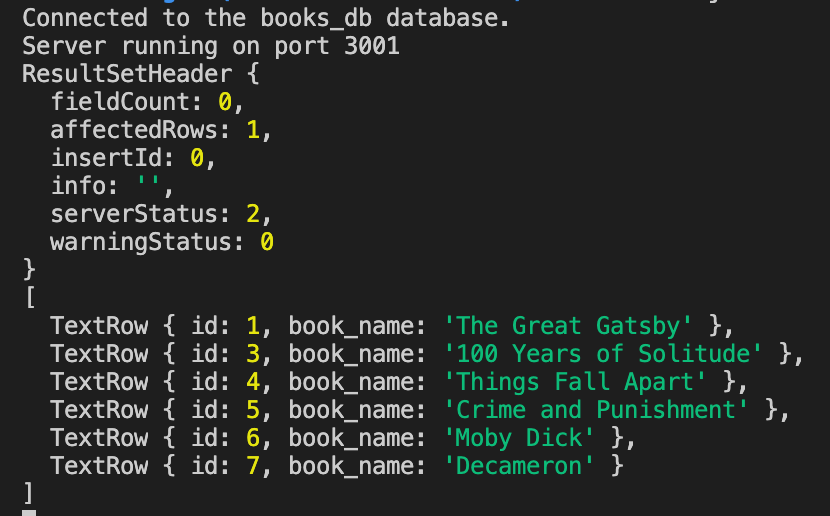 Connected to the books_db database.
Server running on port 3001
ResultSetHeader {
  fieldCount: 0,
  affectedRows: 1,
  insertId: 0,
  info: '',
  serverStatus: 2,
  warningStatus: 0
}
[
  TextRow { id: 1, book_name: 'The Great Gatsby' },
  TextRow { id: 3, book_name: '100 Years of Solitude' },
  TextRow { id: 4, book_name: 'Things Fall Apart' },
  TextRow { id: 5, book_name: 'Crime and Punishment' },
  TextRow { id: 6, book_name: 'Moby Dick' },
  TextRow { id: 7, book_name: 'Decameron' }
]